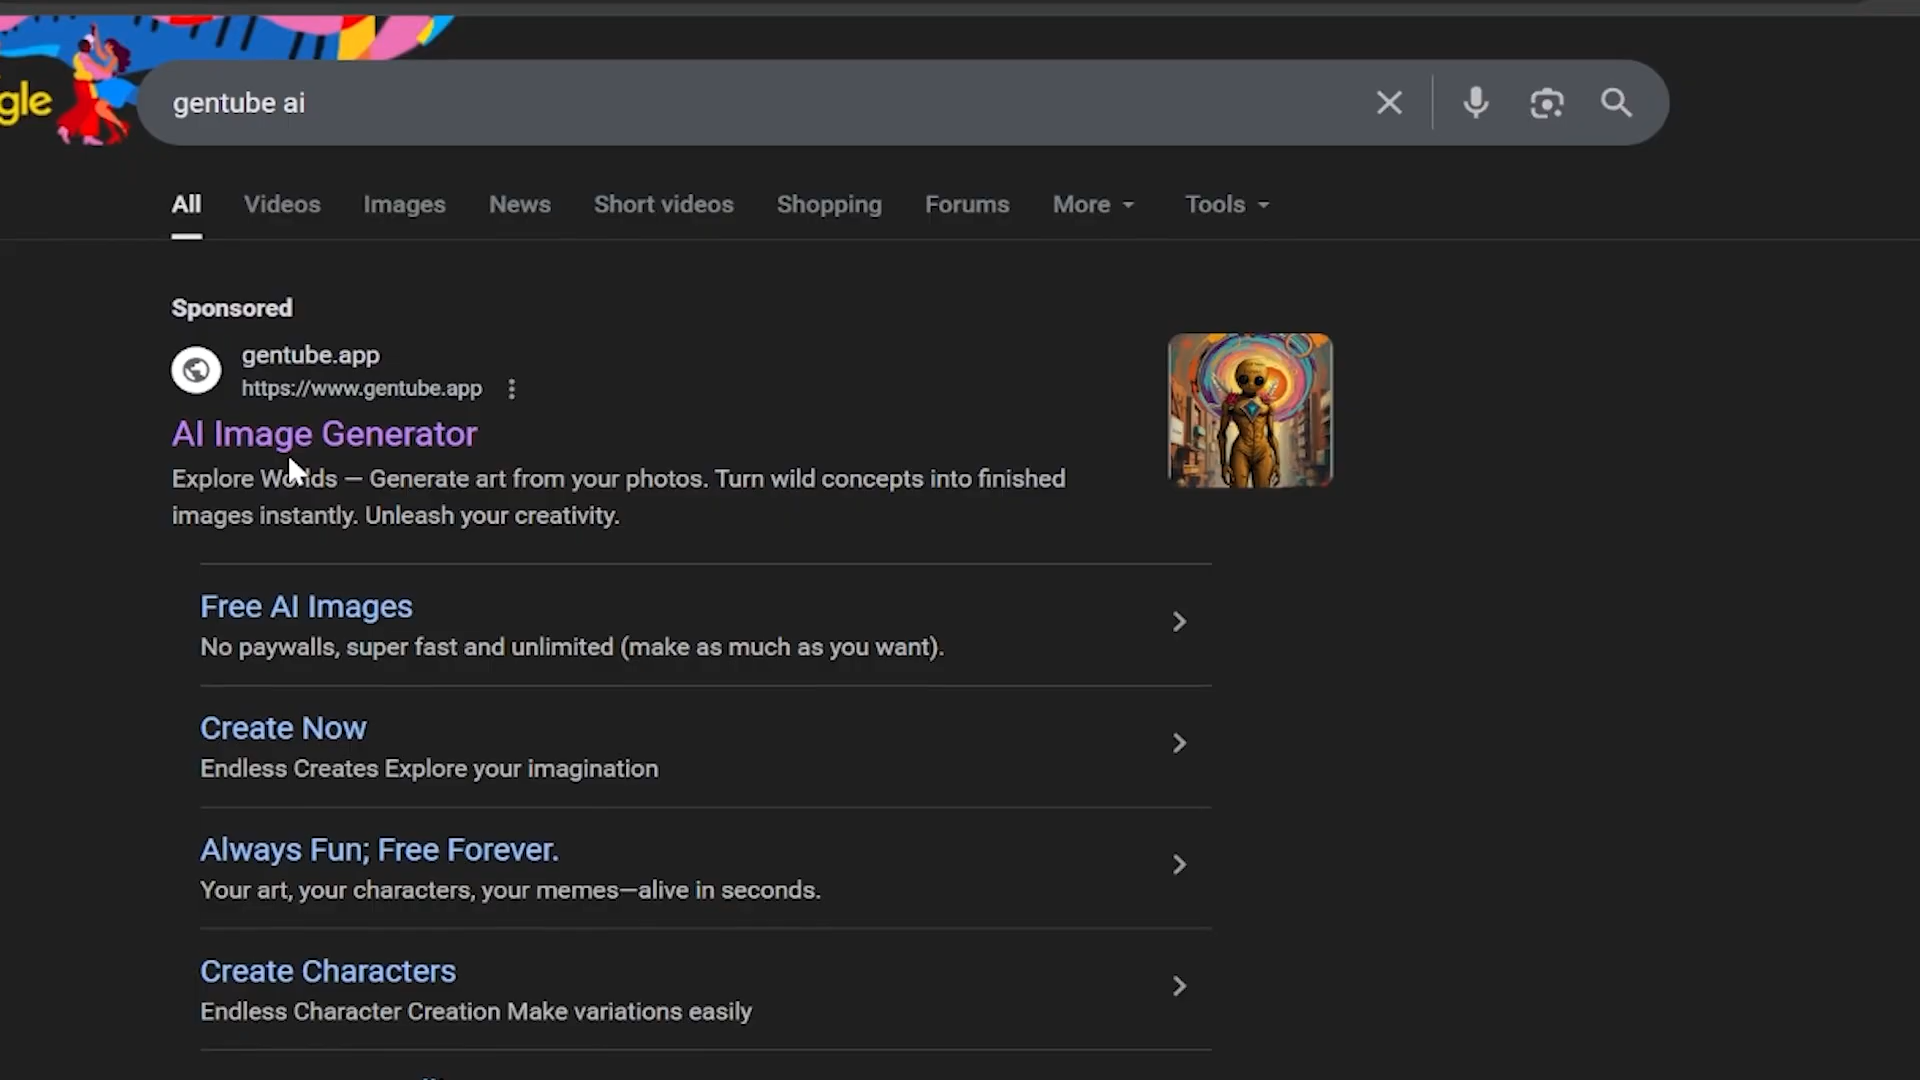 gle
gentube ai
All Videos Images News Short videos Shopping Forums More Tools
Sponsored
gentube.app
https://www.gentube.app
AI Image Generator
Explore Worlds — Generate art from your photos. Turn wild concepts into finished
images instantly. Unleash your creativity.
Free AI Images
No paywalls, super fast and unlimited (make as much as you want).
Create Now
Endless Creates Explore your imagination
Always Fun; Free Forever.
Your art, your characters, your memes—alive in seconds.
Create Characters
Endless Character Creation Make variations easily